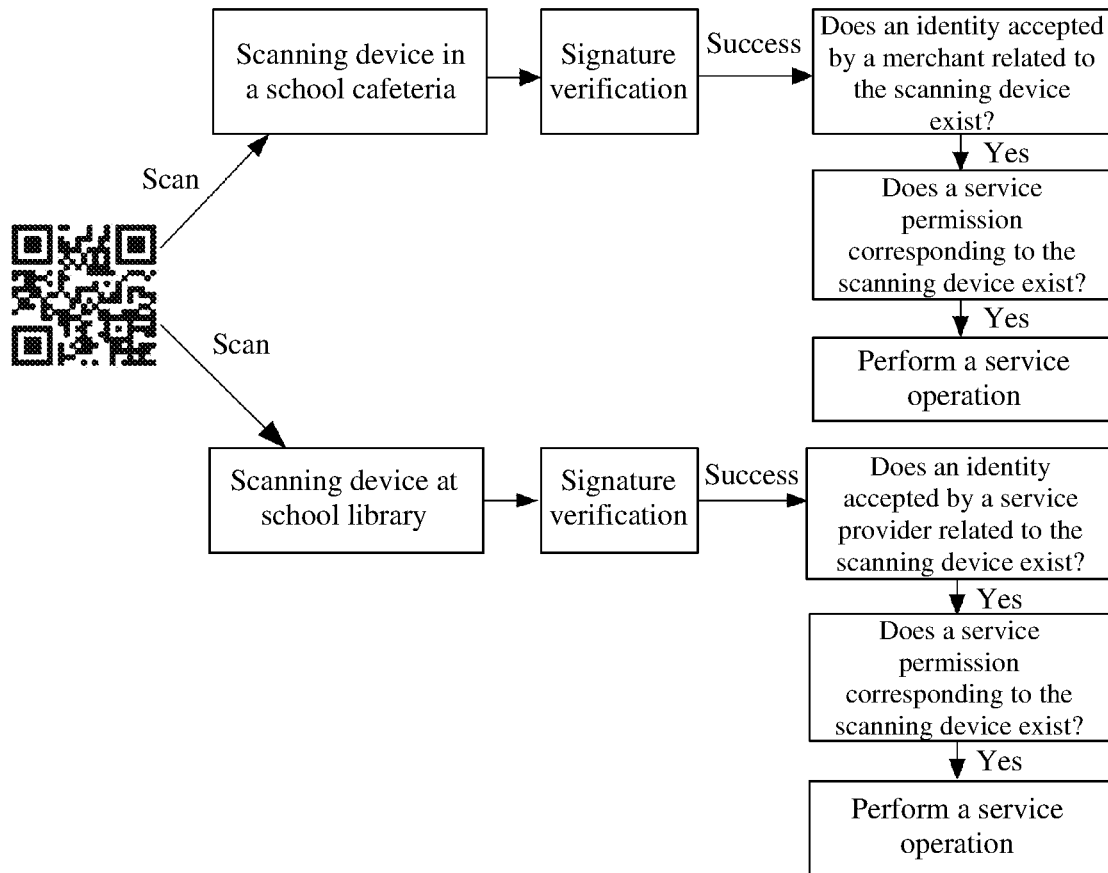 Scanning device in
a school cafeteria
Signature
verification
Success
Does an identity accepted
by a merchant related to
the scanning device
exist?
Yes
Scan
Does a service
permission
corresponding to the
scanning device exist?
Yes
Scan
Perform a service
operation
Scanning device at
school library
Signature
verification
Success
Does an identity
accepted by a service
provider related to the
scanning device exist?
Yes
Does a service
permission
corresponding to the
scanning device exist?
Yes
Perform a service
operation